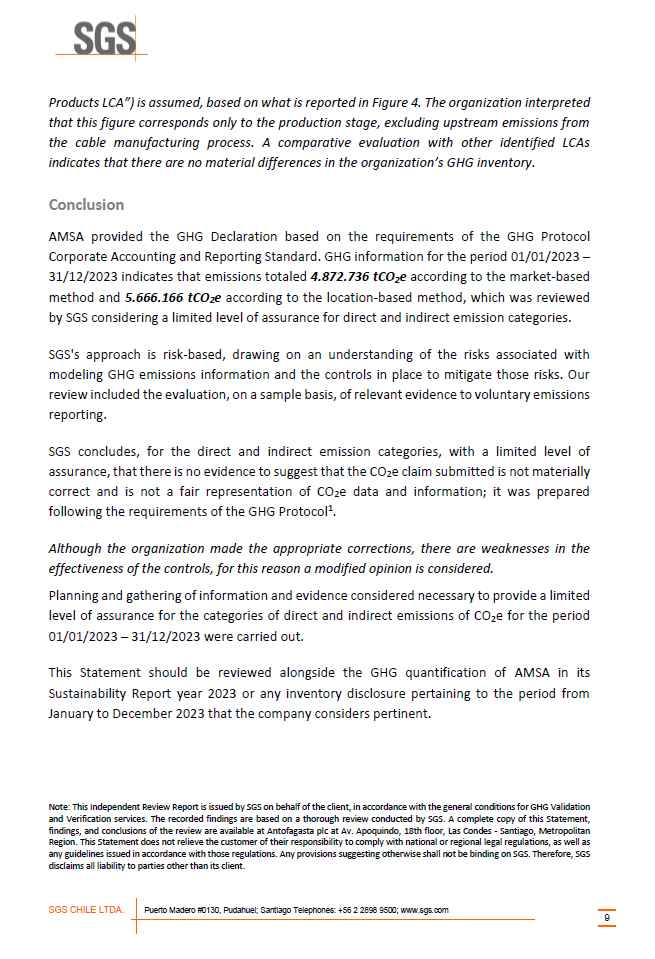 SGS
Products LCA”) is assumed, based on what is reported in Figure 4. The organization interpreted
that this figure corresponds only to the production stage, excluding upstream emissions from
the cable manufacturing process. A comparative evaluation with other identified LCAs
indicates that there are no material differences in the organization’s GHG inventory.
Conclusion
AMSA provided the GHG Declaration based on the requirements of the GHG Protocol
Corporate Accounting and Reporting Standard. GHG information for the period 01/01/2023 –
31/12/2023 indicates that emissions totaled 4.872.736 tCO₂e according to the market-based
method and 5.666.166 tCO₂e according to the location-based method, which was reviewed
by SGS considering a limited level of assurance for direct and indirect emission categories.
SGS's approach is risk-based, drawing on an understanding of the risks associated with
modeling GHG emissions information and the controls in place to mitigate those risks. Our
review included the evaluation, on a sample basis, of relevant evidence to voluntary emissions
reporting.
SGS concludes, for the direct and indirect emission categories, with a limited level of
assurance, that there is no evidence to suggest that the CO₂e claim submitted is not materially
correct and is not a fair representation of CO₂e data and information; it was prepared
following the requirements of the GHG Protocol¹.
Although the organization made the appropriate corrections, there are weaknesses in the
effectiveness of the controls, for this reason a modified opinion is considered.
Planning and gathering of information and evidence considered necessary to provide a limited
level of assurance for the categories of direct and indirect emissions of CO₂e for the period
01/01/2023 – 31/12/2023 were carried out.
This Statement should be reviewed alongside the GHG quantification of AMSA in its
Sustainability Report year 2023 or any inventory disclosure pertaining to the period from
January to December 2023 that the company considers pertinent.
Note: This Independent Review Report is issued by SGS on behalf of the client, in accordance with the general conditions for GHG Validation
and Verification services. The recorded findings are based on a thorough review conducted by SGS. A complete copy of this Statement,
findings, and conclusions of the review are available at Antofagasta plc at Av. Apoquindo, 18th floor, Las Condes - Santiago, Metropolitan
Region. This Statement does not relieve the customer of their responsibility to comply with national or regional legal regulations, as well as
any guidelines issued in accordance with those regulations. Any provisions suggesting otherwise shall not be binding on SGS. Therefore, SGS
disclaims all liability to parties other than its client.
SGS CHILE LTDA. Puerto Madero #0130, Pudahuel; Santiago Telephones: +56 2 2898 9500; www.sgs.com
9